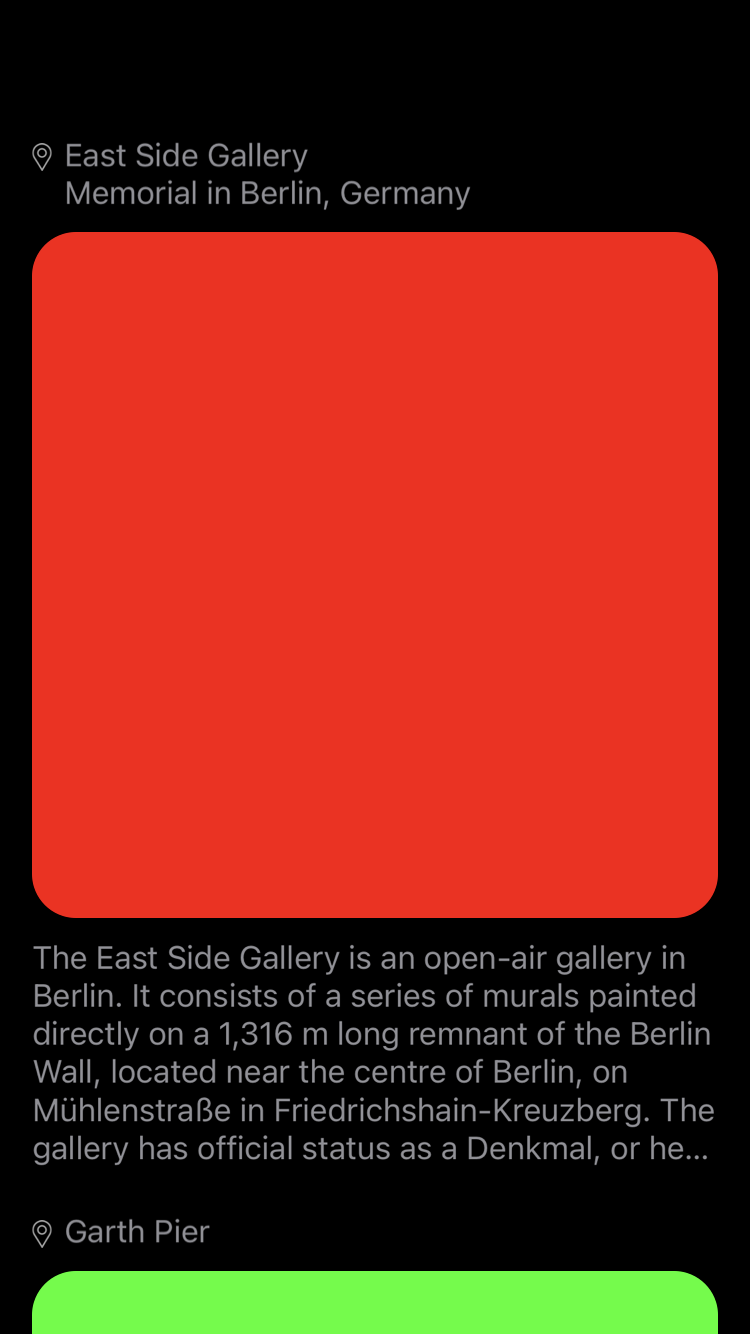 East Side Gallery
Memorial in Berlin, Germany
The East Side Gallery is an open-air gallery in
Berlin. It consists of a series of murals painted
directly on a 1,316 m long remnant of the Berlin
Wall, located near the centre of Berlin, on
Mühlenstraße in Friedrichshain-Kreuzberg. The
gallery has official status as a Denkmal, or he...
Garth Pier